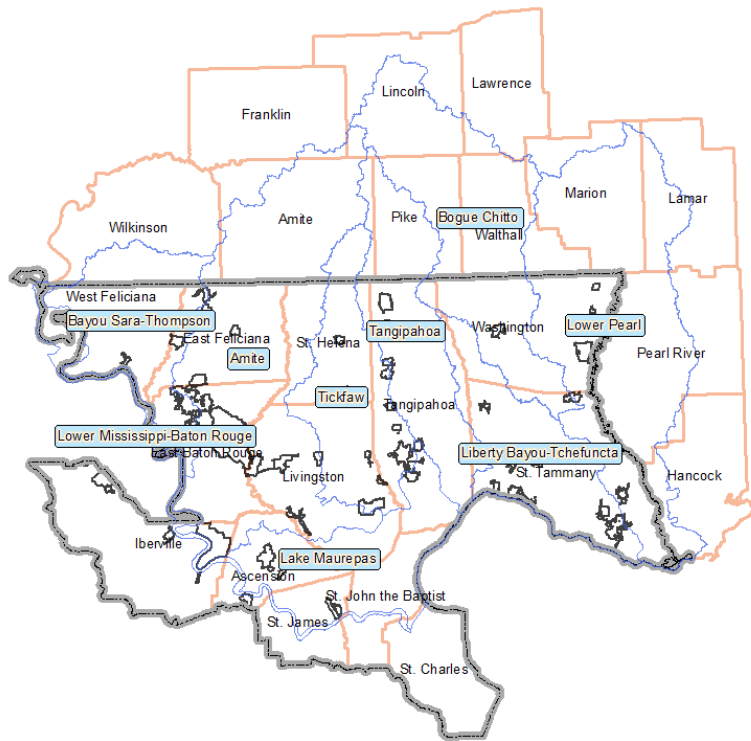 Lawrence
Lincoln
Franklin
Marion
Lamar
Amite
Pike
Bogue Chitto
Wilkinson
Walthall
West Feliciana
Bayou Sara-Thompson
Lower Pearl
Washington
Tangipahoa
East Feliciana
St. Helena
Pearl River
Amite
Tickfaw
Tangipahoa
Lower Mississippi-Baton Rouge
East Baton Rouge
Liberty Bayou-Tchefuncta
St. Tammany
Livingston
Hancock
Iberville
Lake Maurepas
Ascension
St. John the Baptist
St. James
St. Charles